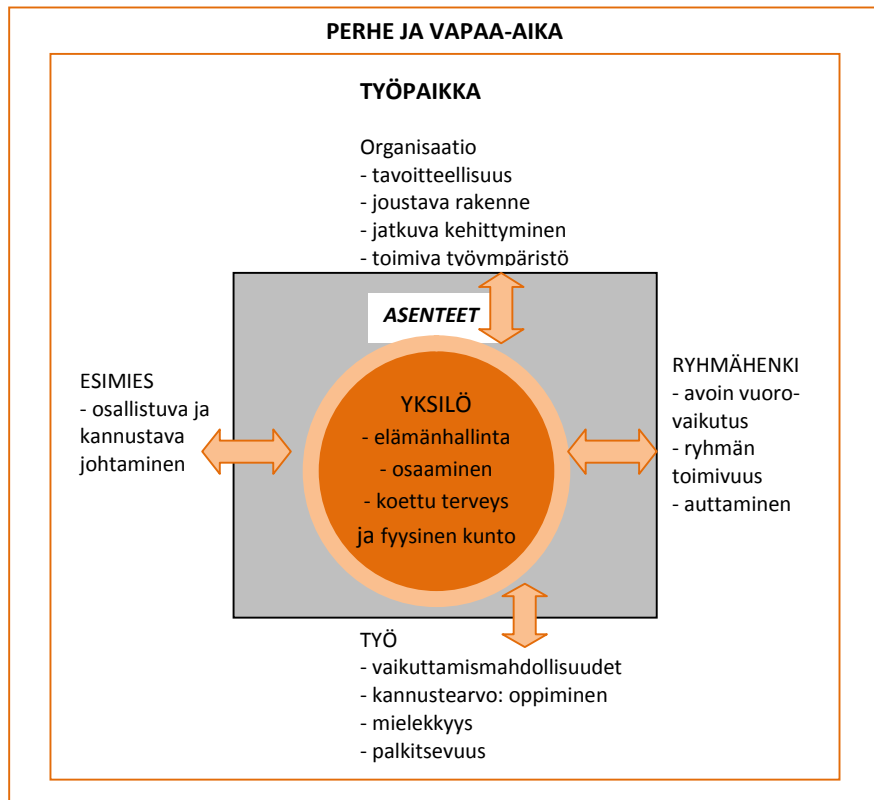 PERHE JA VAPAA-AIKA
TYÖPAIKKA
Organisaatio
- tavoitteellisuus
- joustava rakenne
- jatkuva kehittyminen
- toimiva työympäristö
ASENTEET
ESIMIES
- osallistuva ja
kannustava
johtaminen
YKSILÖ
- elämänhallinta
- osaaminen
- koettu terveys
ja fyysinen kunto
RYHMÄHENKI
- avoin vuoro-
vaikutus
- ryhmän
toimivuus
- auttaminen
TYÖ
- vaikuttamismahdollisuudet
- kannustearvo: oppiminen
- mielekkyys
- palkitsevuus